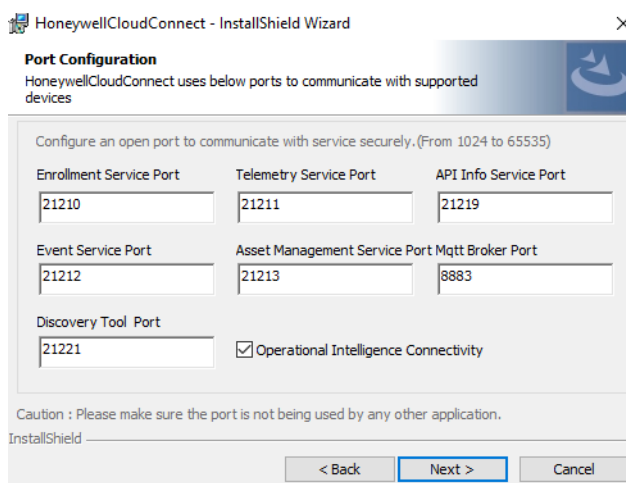 HoneywellCloudConnect - InstallShield Wizard
Port Configuration
HoneywellCloudConnect uses below ports to communicate with supported
devices
Configure an open port to communicate with service securely.(From 1024 to 65535)
Enrollment Service Port
Telemetry Service Port
API Info Service Port
21210
21211
21219
Event Service Port
Asset Management Service Port
Mqtt Broker Port
21212
21213
8883
Discovery Tool  Port
21221
Operational Intelligence Connectivity
Caution : Please make sure the port is not being used by any other application.
InstallShield
< Back
Next >
Cancel